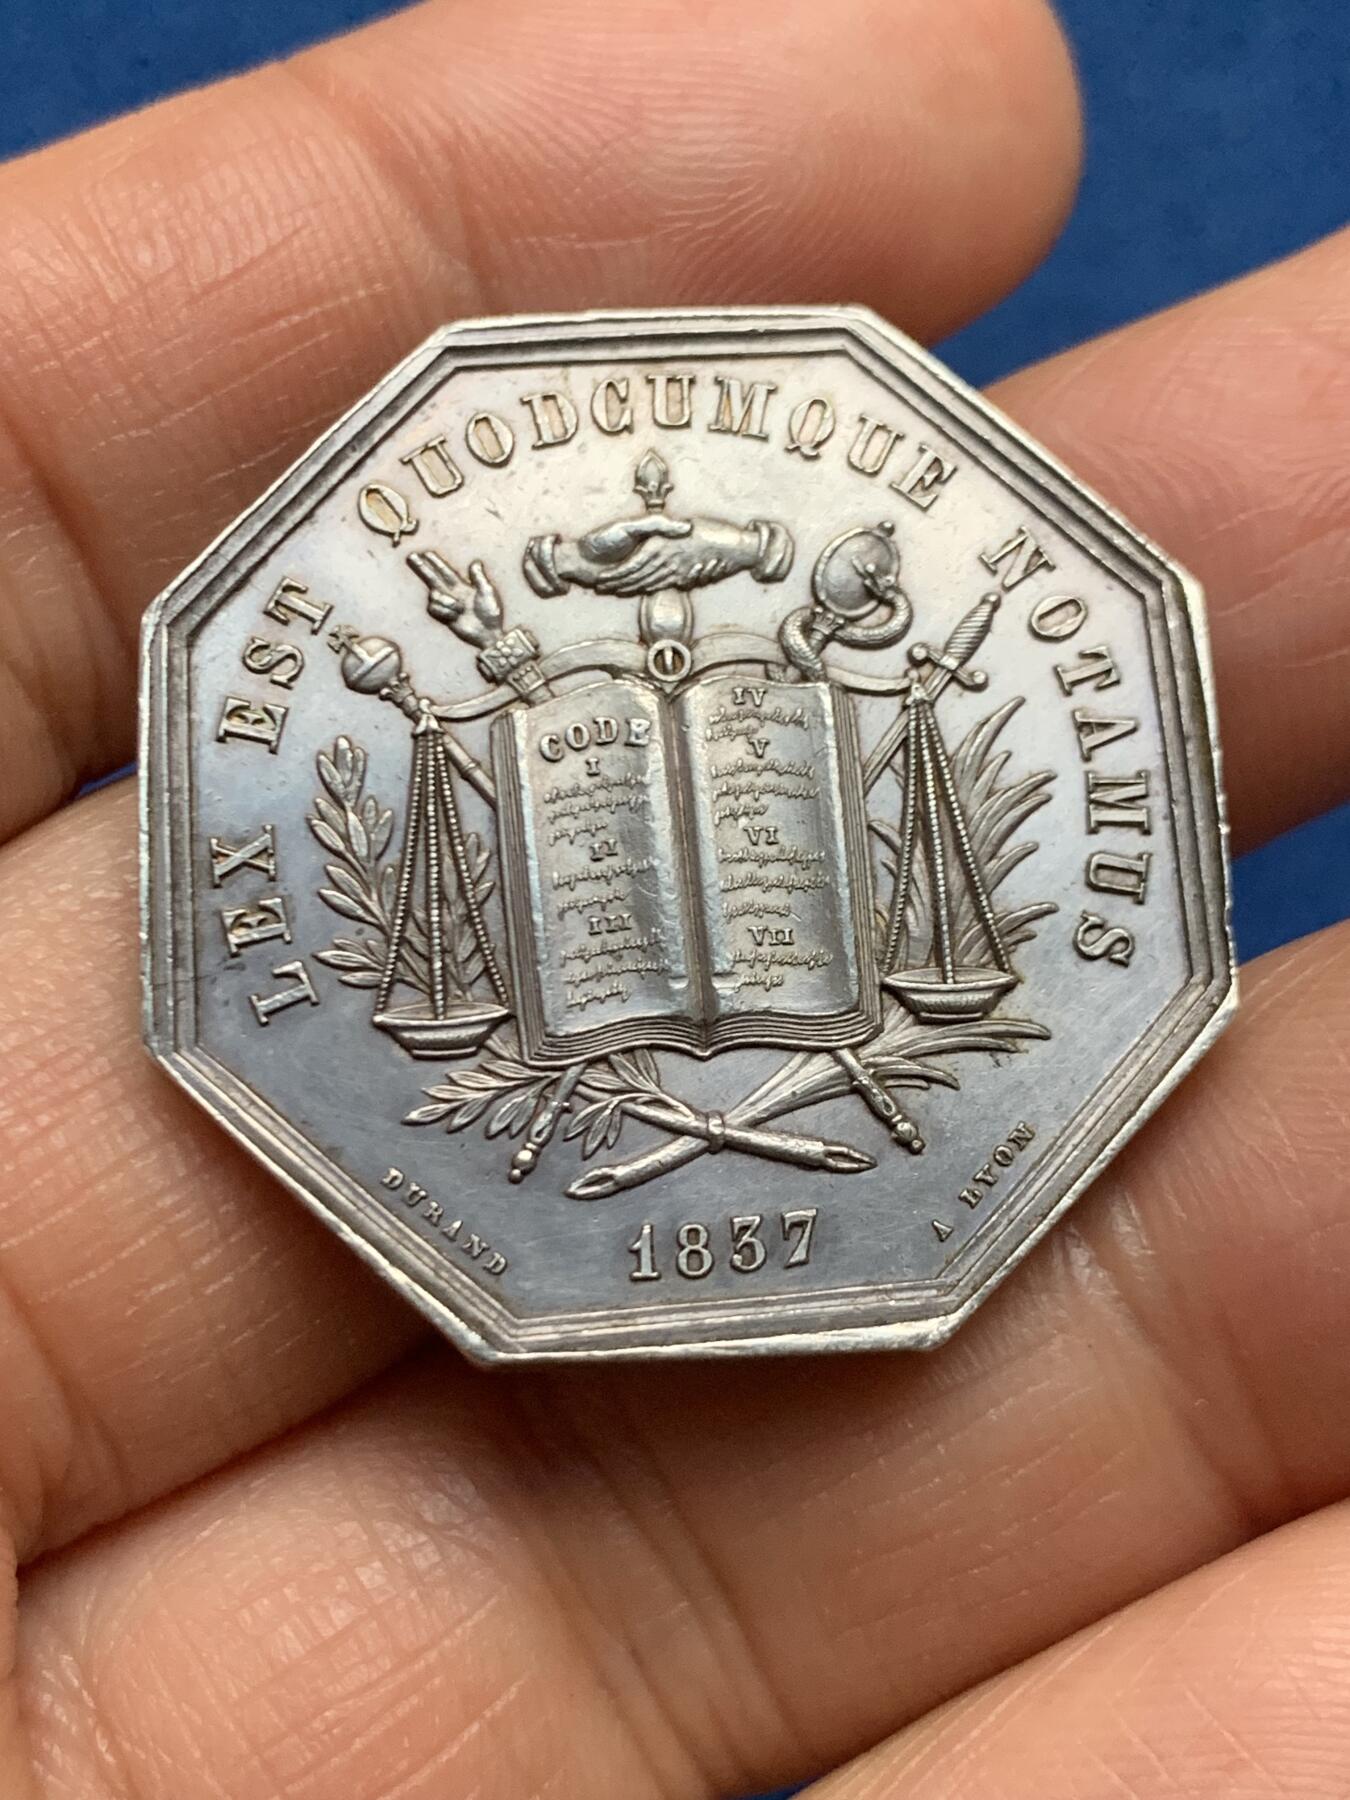 LEX EST QUODCUMQUE NOTAMUS
CODE
I
II
III
IV
V
VI
VII
DURAND
A LYON
1837